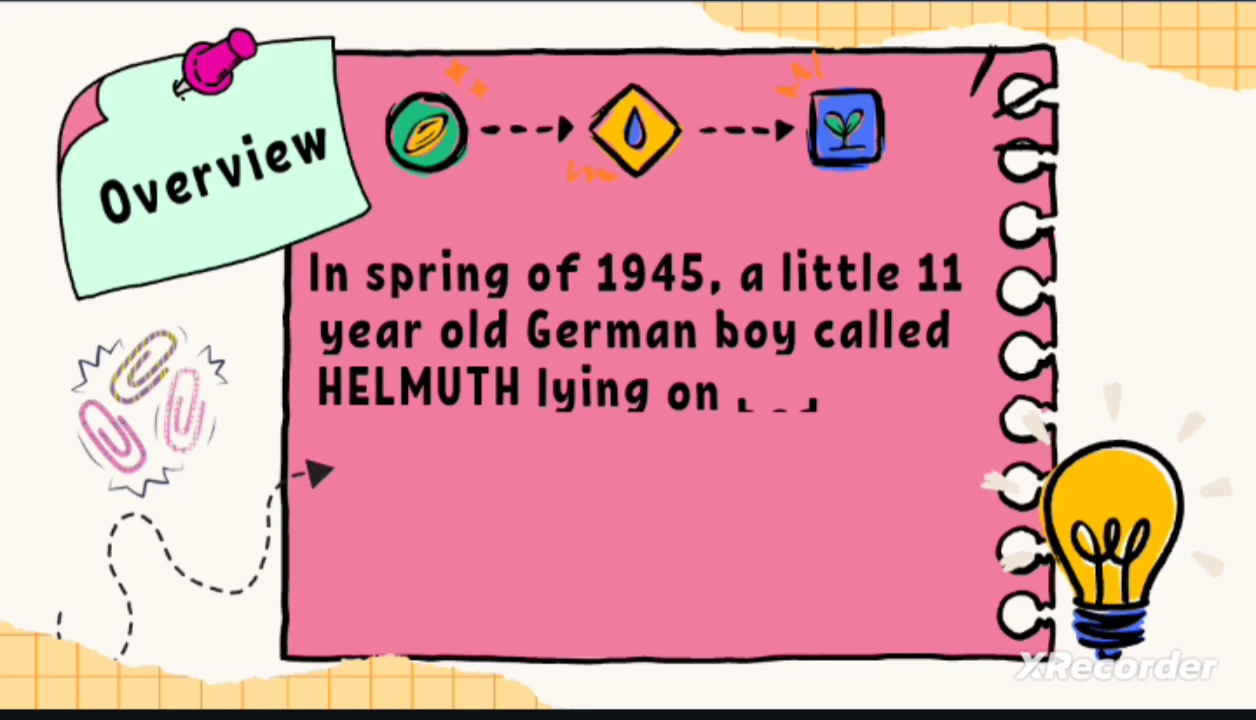 Overview
In spring of 1945, a little 11
year old German boy called
HELMUTH lying on
XRecorder